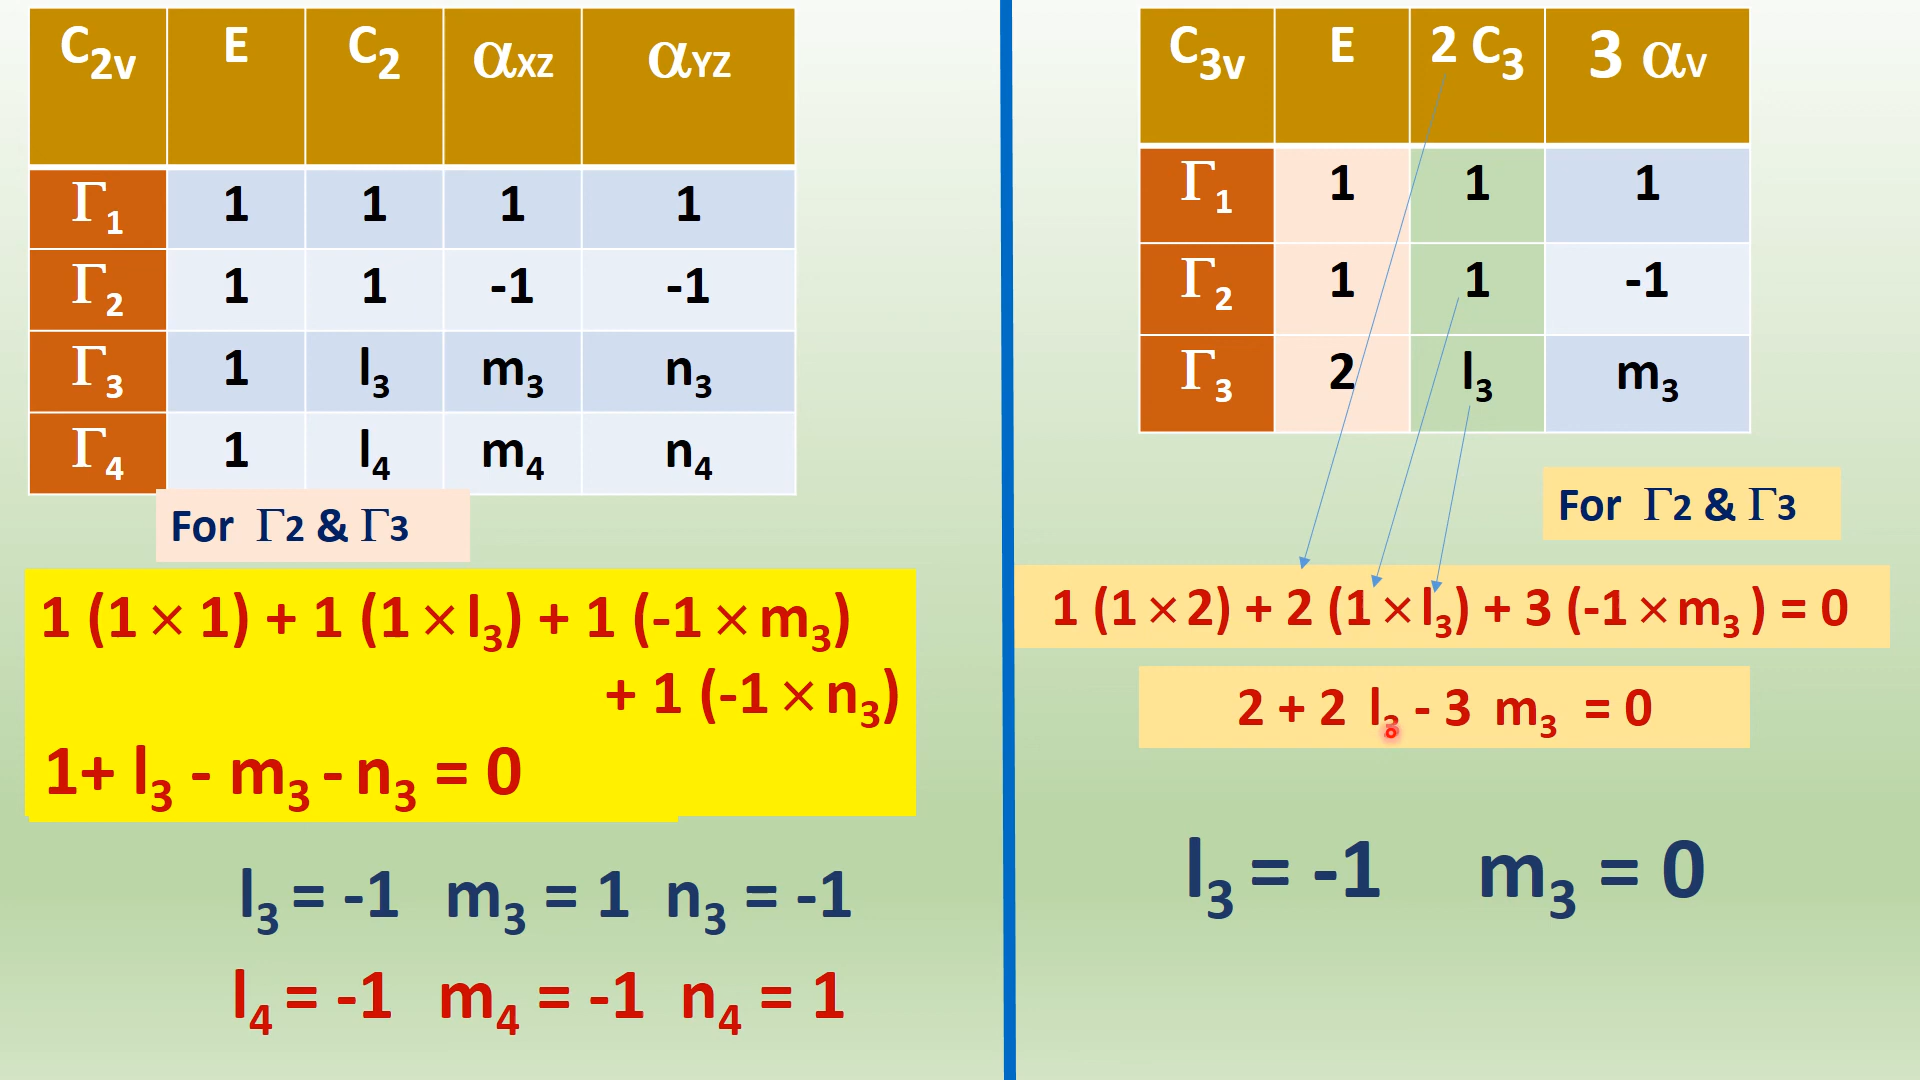 C2v E C2 αXZ αYZ
Γ1 1 1 1 1
Γ2 1 1 -1 -1
Γ3 1 l3 m3 n3
Γ4 1 l4 m4 n4
For Γ2 & Γ3
1 (1 × 1) + 1 (1 × l3) + 1 (-1 × m3)
+ 1 (-1 × n3)
1+ l3 - m3 - n3 = 0
l3 = -1 m3 = 1 n3 = -1
l4 = -1 m4 = -1 n4 = 1
C3v E 2 C3 3 αV
Γ1 1 1 1
Γ2 1 1 -1
Γ3 2 l3 m3
For Γ2 & Γ3
1 (1 × 2) + 2 (1 × l3) + 3 (-1 × m3 ) = 0
2 + 2 l3 - 3 m3 = 0
l3 = -1 m3 = 0